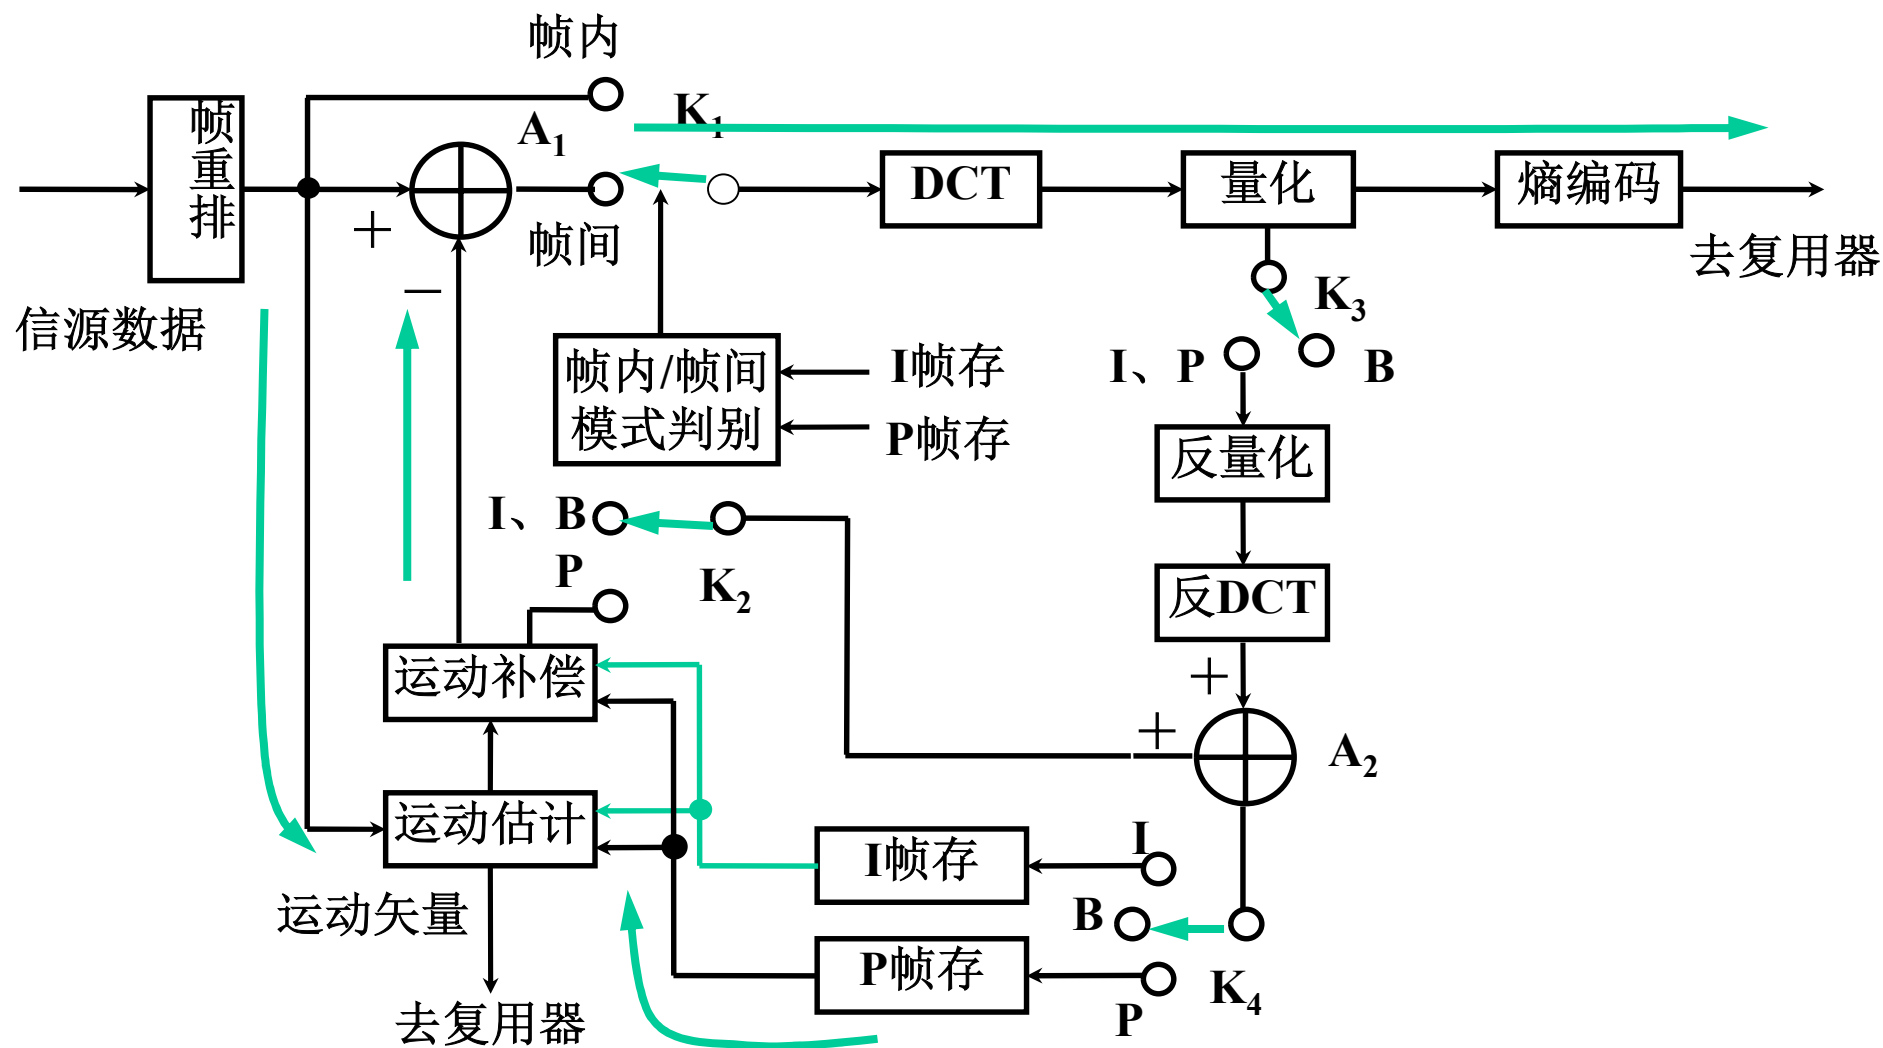 帧内
帧重排
A1
K1
DCT
量化
熵编码
+
帧间
去复用器
信源数据
−
K3
帧内/帧间
模式判别
I帧存
P帧存
I、P
B
反量化
I、B
P
K2
反DCT
运动补偿
+
+
A2
运动估计
I帧存
I
运动矢量
B
P帧存
K4
P
去复用器